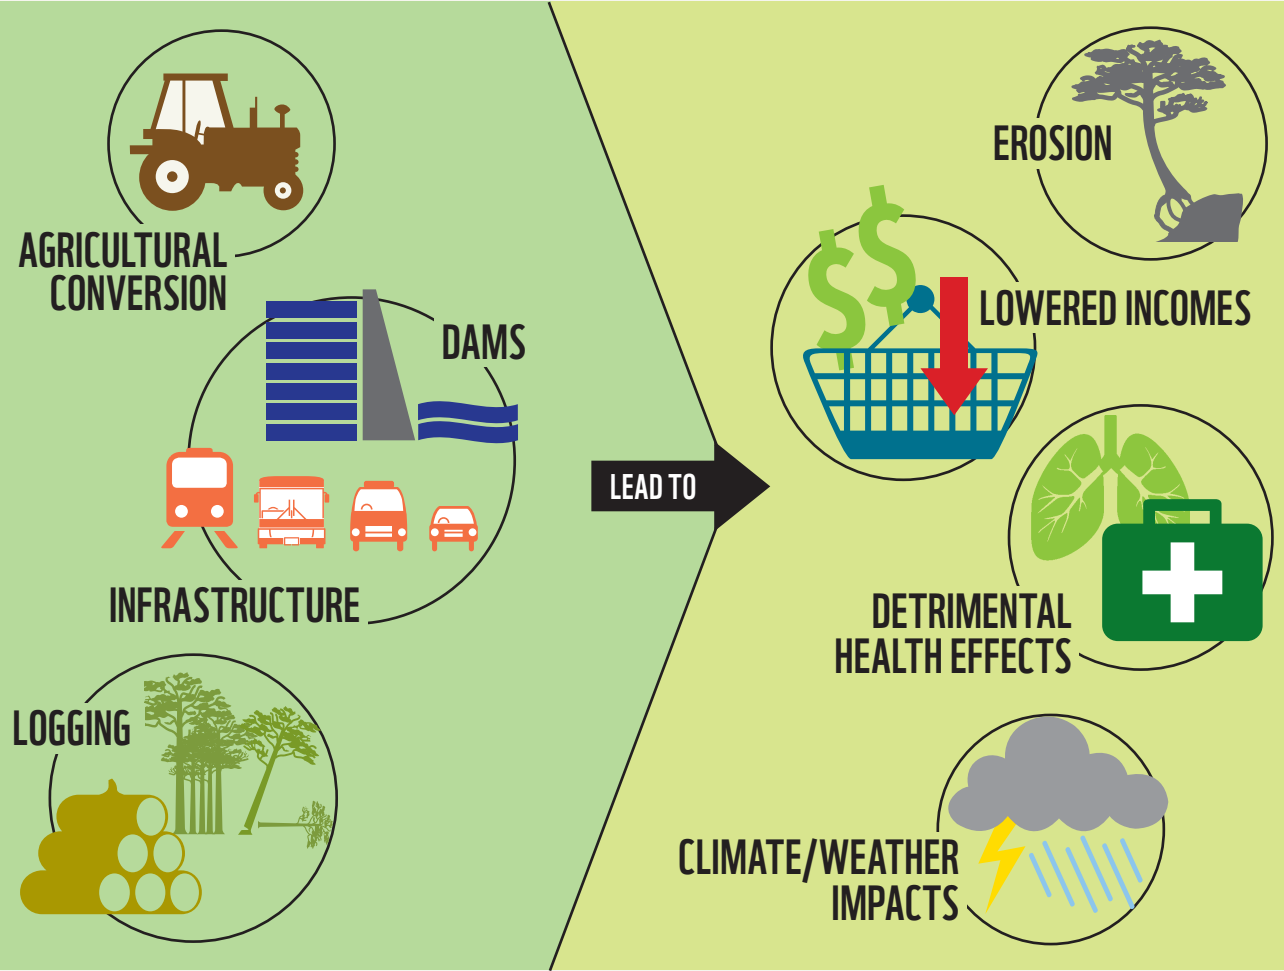 AGRICULTURAL
CONVERSION
DAMS
INFRASTRUCTURE
LOGGING
LEAD TO
EROSION
$$
LOWERED INCOMES
DETRIMENTAL
HEALTH EFFECTS
CLIMATE/WEATHER
IMPACTS